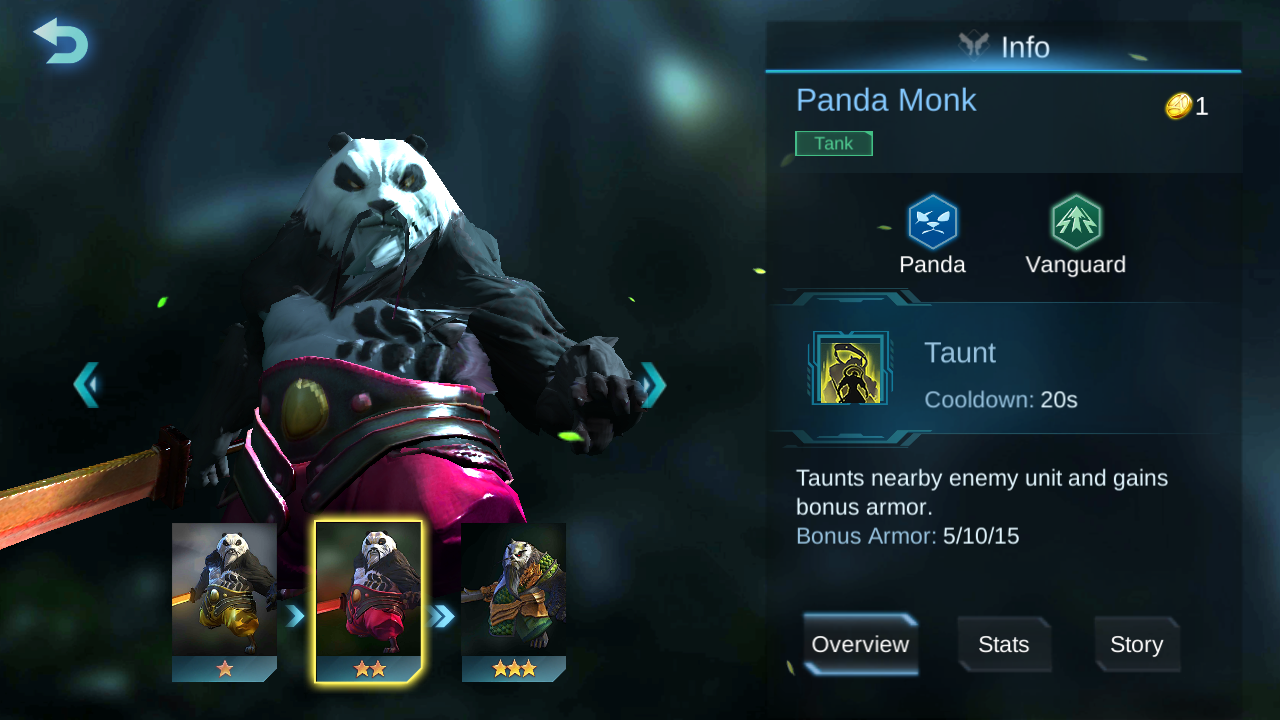 Info
Panda Monk
1
Tank
Panda
Vanguard
Taunt
Cooldown: 20s
Taunts nearby enemy unit and gains
bonus armor.
Bonus Armor: 5/10/15
Overview
Stats
Story